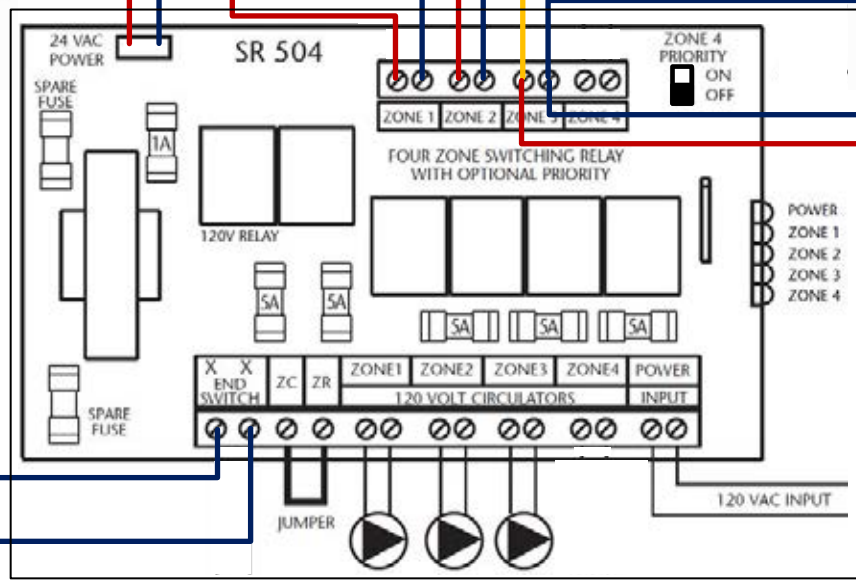 24 VAC
POWER
SR 504
ZONE 4
PRIORITY
ON
OFF
SPARE
FUSE
1A
ZONE 1 ZONE 2 ZONE 3 ZONE 4
FOUR ZONE SWITCHING RELAY
WITH OPTIONAL PRIORITY
120V RELAY
POWER
ZONE 1
ZONE 2
ZONE 3
ZONE 4
5A 5A
5A 5A 5A
X X
END
SWITCH
ZC ZR
ZONE1 ZONE2 ZONE3 ZONE4 POWER
120 VOLT CIRCULATORS INPUT
SPARE
FUSE
JUMPER
120 VAC INPUT